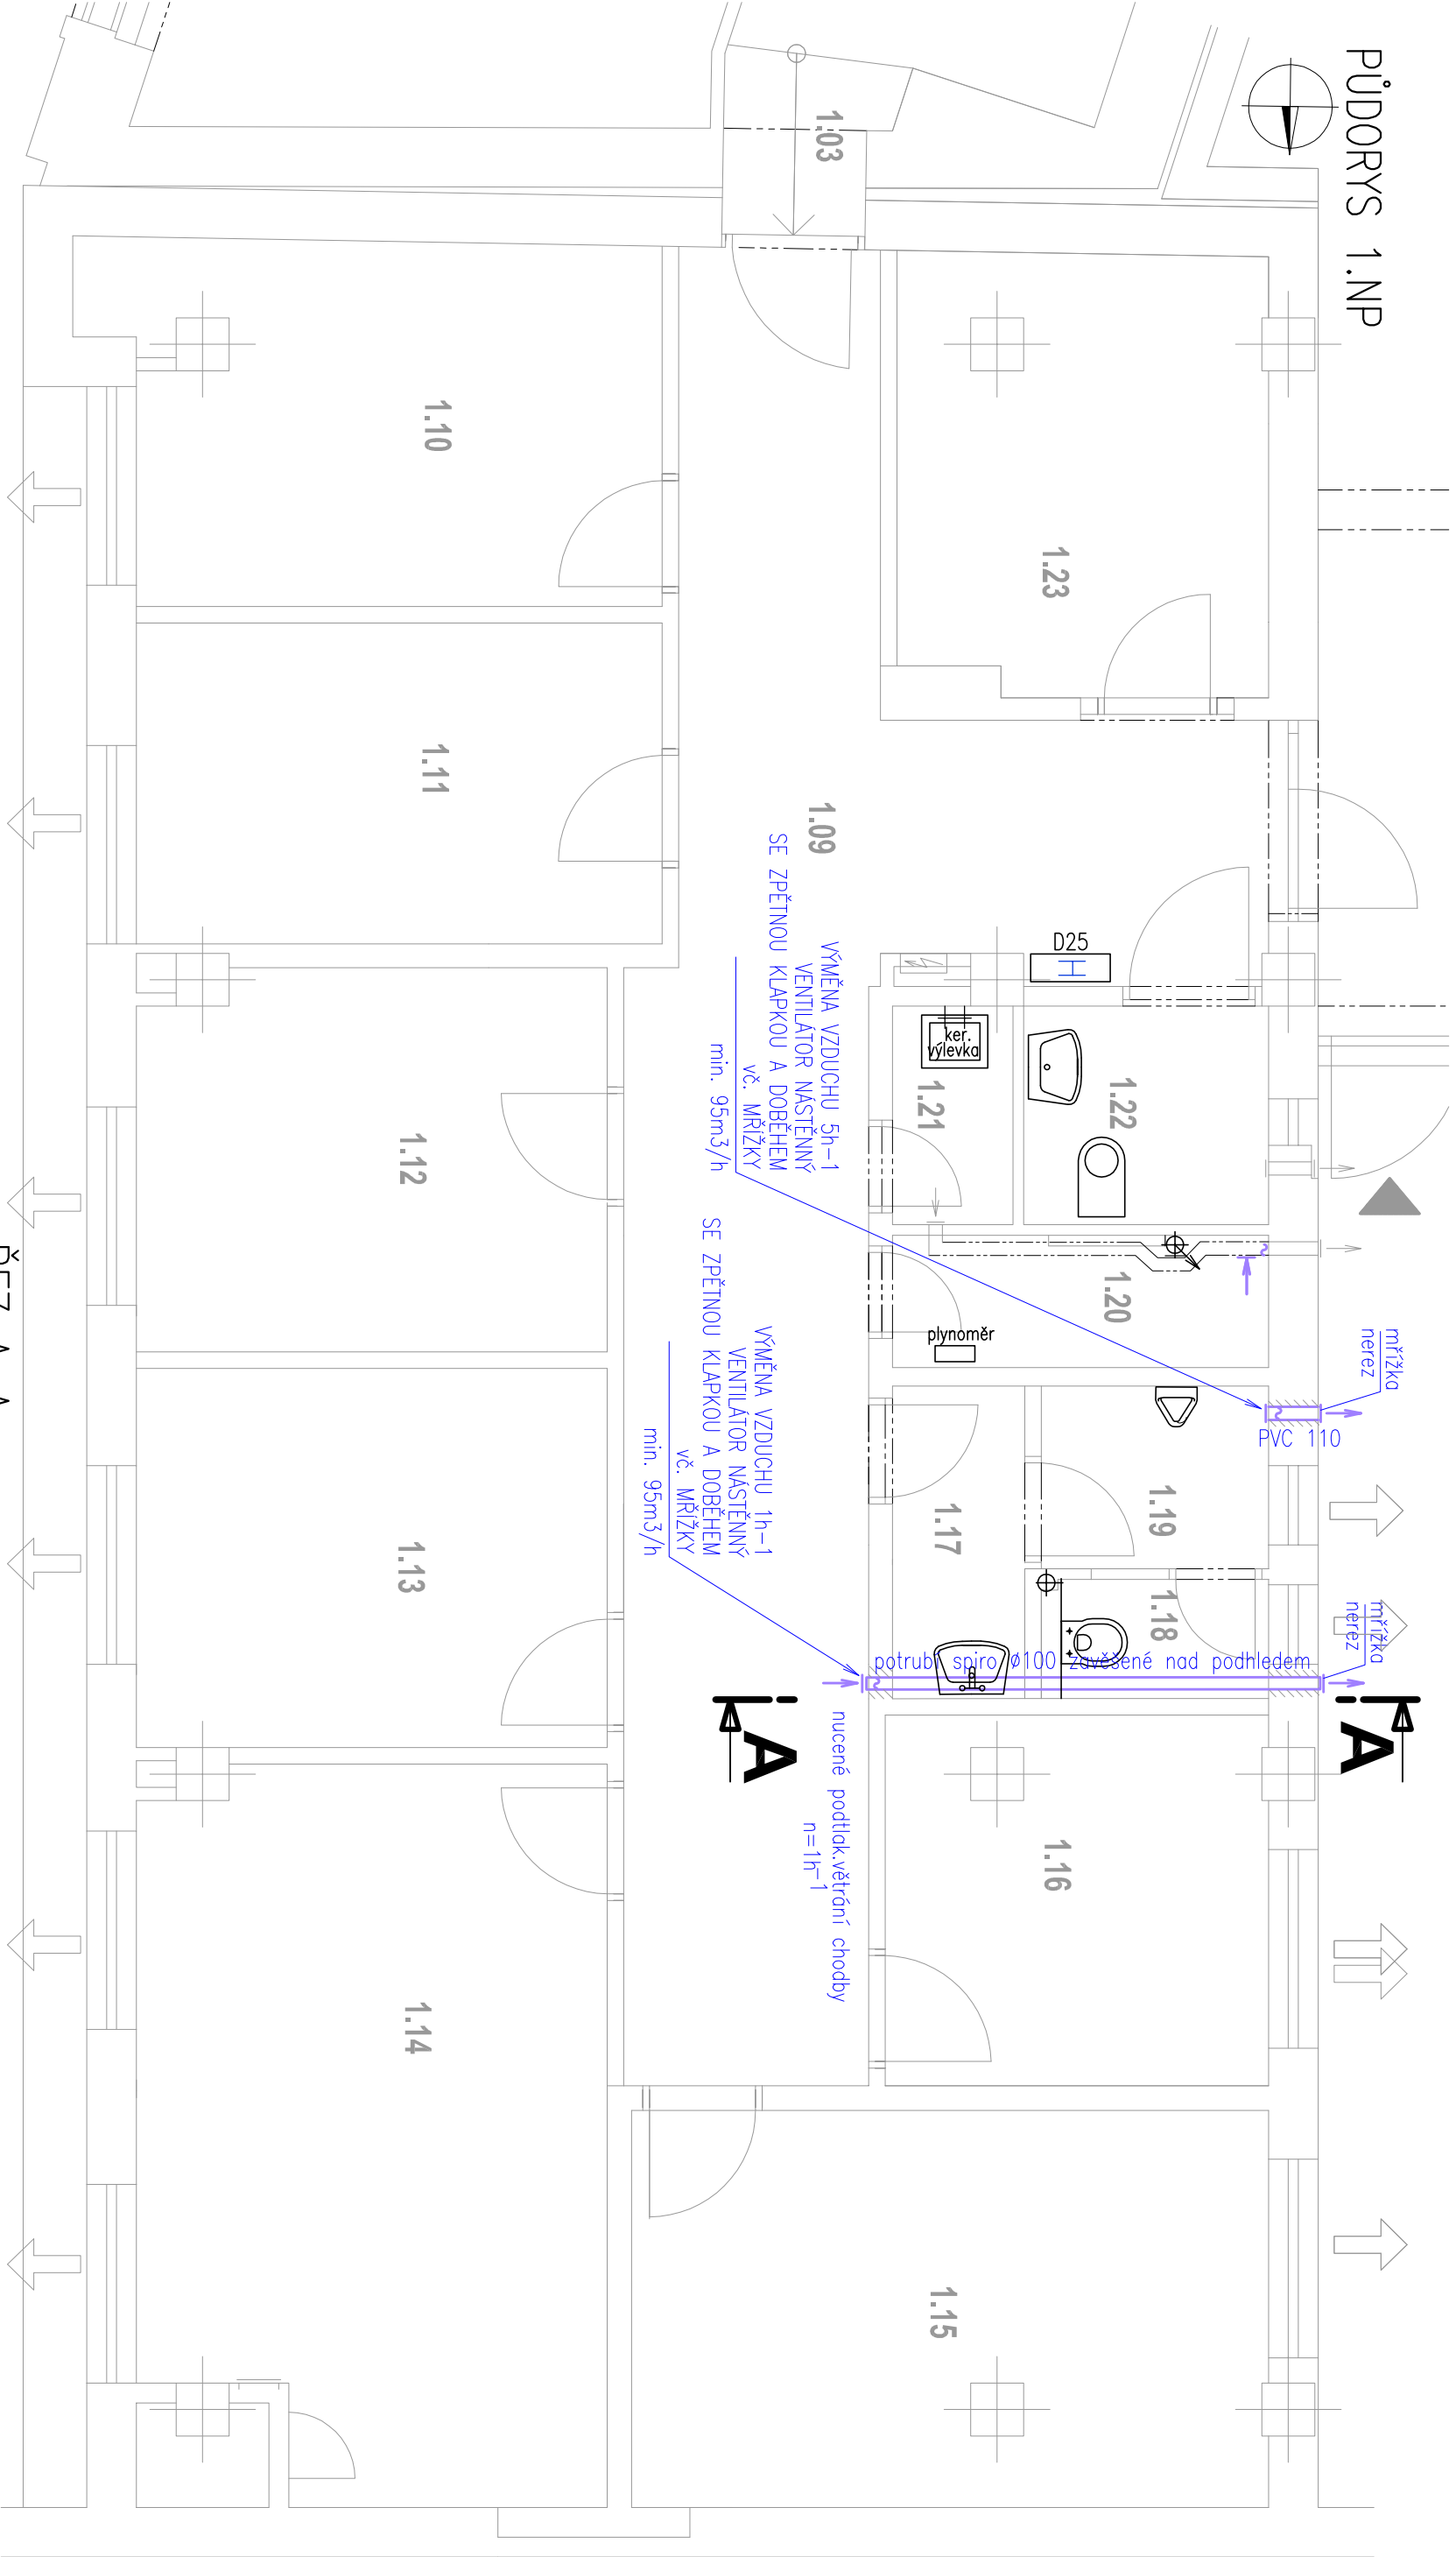 PŮDORYS 1.NP
1.03
1.10
1.23
1.11
1.09
VÝMĚNA VZDUCHU 5h-1
VENTILÁTOR NÁSTĚNNÝ
SE ZPĚTNOU KLAPKOU A DOBĚHEM
vč. MŘÍŽKY
min. 95m3/h
D25
ker.
výlevka
1.21
1.22
1.12
1.20
plynoměr
mřížka
nerez
PVC 110
VÝMĚNA VZDUCHU 1h-1
VENTILÁTOR NÁSTĚNNÝ
SE ZPĚTNOU KLAPKOU A DOBĚHEM
vč. MŘÍŽKY
min. 95m3/h
1.13
1.17
1.19
1.18
mřížka
nerez
potrubí spiro ø100 zavěšené nad podhledem
A
A
nucené podtlak.větrání chodby
n=1h-1
1.16
1.14
1.15